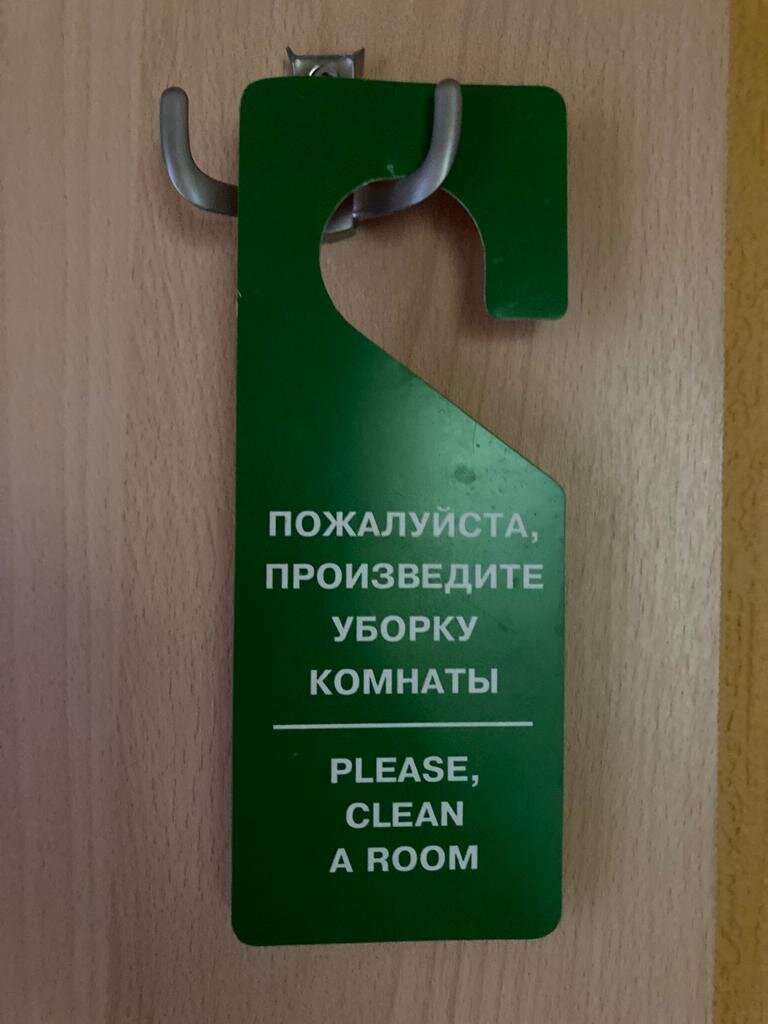 ПОЖАЛУЙСТА,
ПРОИЗВЕДИТЕ
УБОРКУ
КОМНАТЫ
PLEASE,
CLEAN
A ROOM